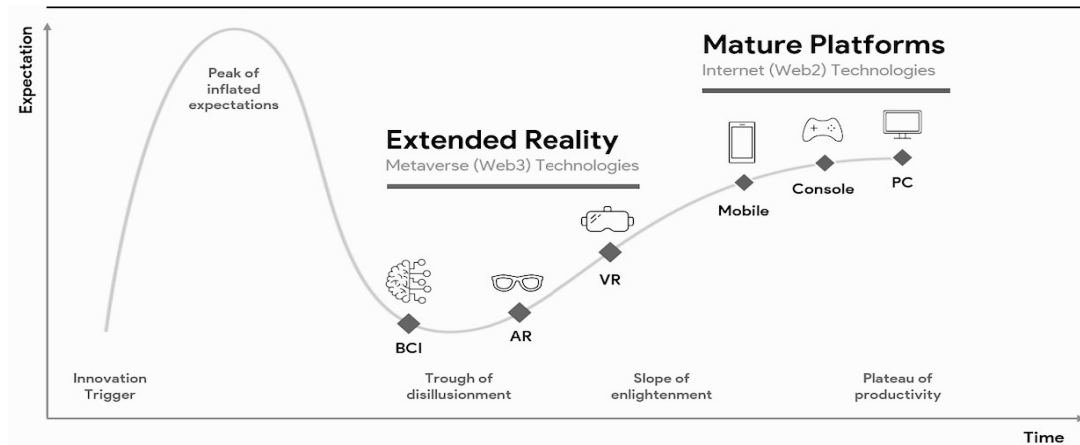 Expectation
Peak of
inflated
expectations
Extended Reality
Metaverse (Web3) Technologies
Mature Platforms
Internet (Web2) Technologies
BCI
AR
VR
Mobile
Console
PC
Innovation
Trigger
Trough of
disillusionment
Slope of
enlightenment
Plateau of
productivity
Time